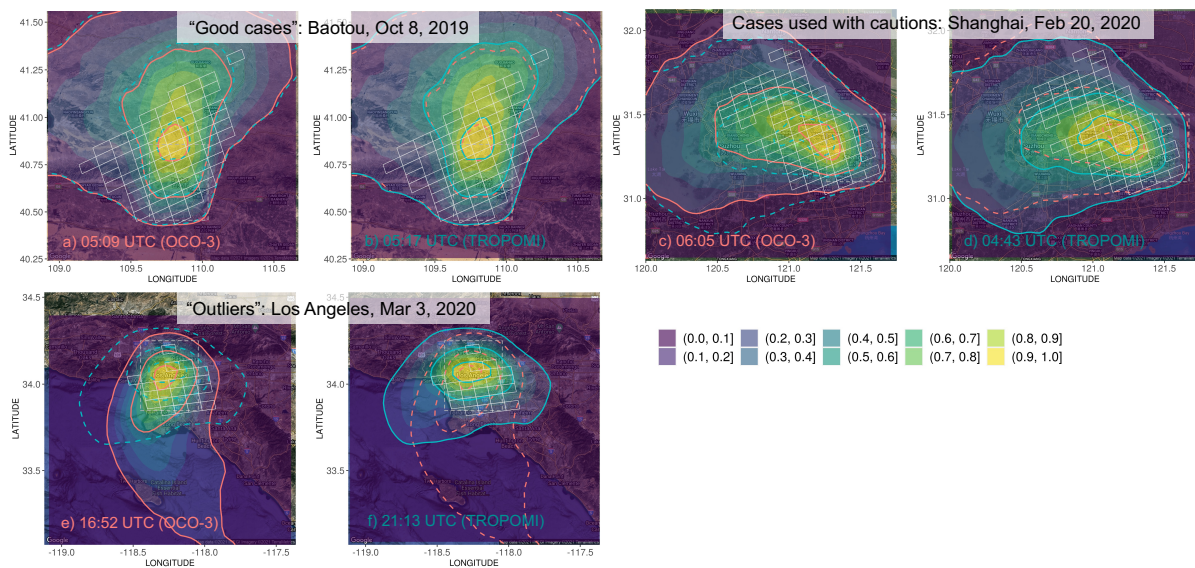 “Good cases”: Baotou, Oct 8, 2019
Cases used with cautions: Shanghai, Feb 20, 2020
LATITUDE
41.50
41.25
41.00
40.75
40.50
40.25
a) 05:09 UTC (OCO-3)
109.0
109.5
110.0
110.5
LONGITUDE
LATITUDE
41.50
41.25
41.00
40.75
40.50
40.25
UTC (TROPOMI)
109.0
109.5
110.0
110.5
LONGITUDE
LATITUDE
32.0
31.5
31.0
c) 06:05 UTC (OCO-3)
120.0
120.5
121.0
121.5
LONGITUDE
LATITUDE
32.0
31.5
31.0
d) 04:43 UTC (TROPOMI)
120.0
120.5
121.0
121.5
LONGITUDE
“Outliers”: Los Angeles, Mar 3, 2020
LATITUDE
34.5
34.0
33.5
e) 16:52 UTC (OCO-3)
Google
-119.0
-118.5
-118.0
-117.5
LONGITUDE
LATITUDE
34.5
34.0
33.5
f) 21:13 UTC (TROPOMI)
Google
-119.0
-118.5
-118.0
-117.5
LONGITUDE
(0.0, 0.1] (0.2, 0.3] (0.4, 0.5] (0.6, 0.7] (0.8, 0.9]
(0.1, 0.2] (0.3, 0.4] (0.5, 0.6] (0.7, 0.8] (0.9, 1.0]